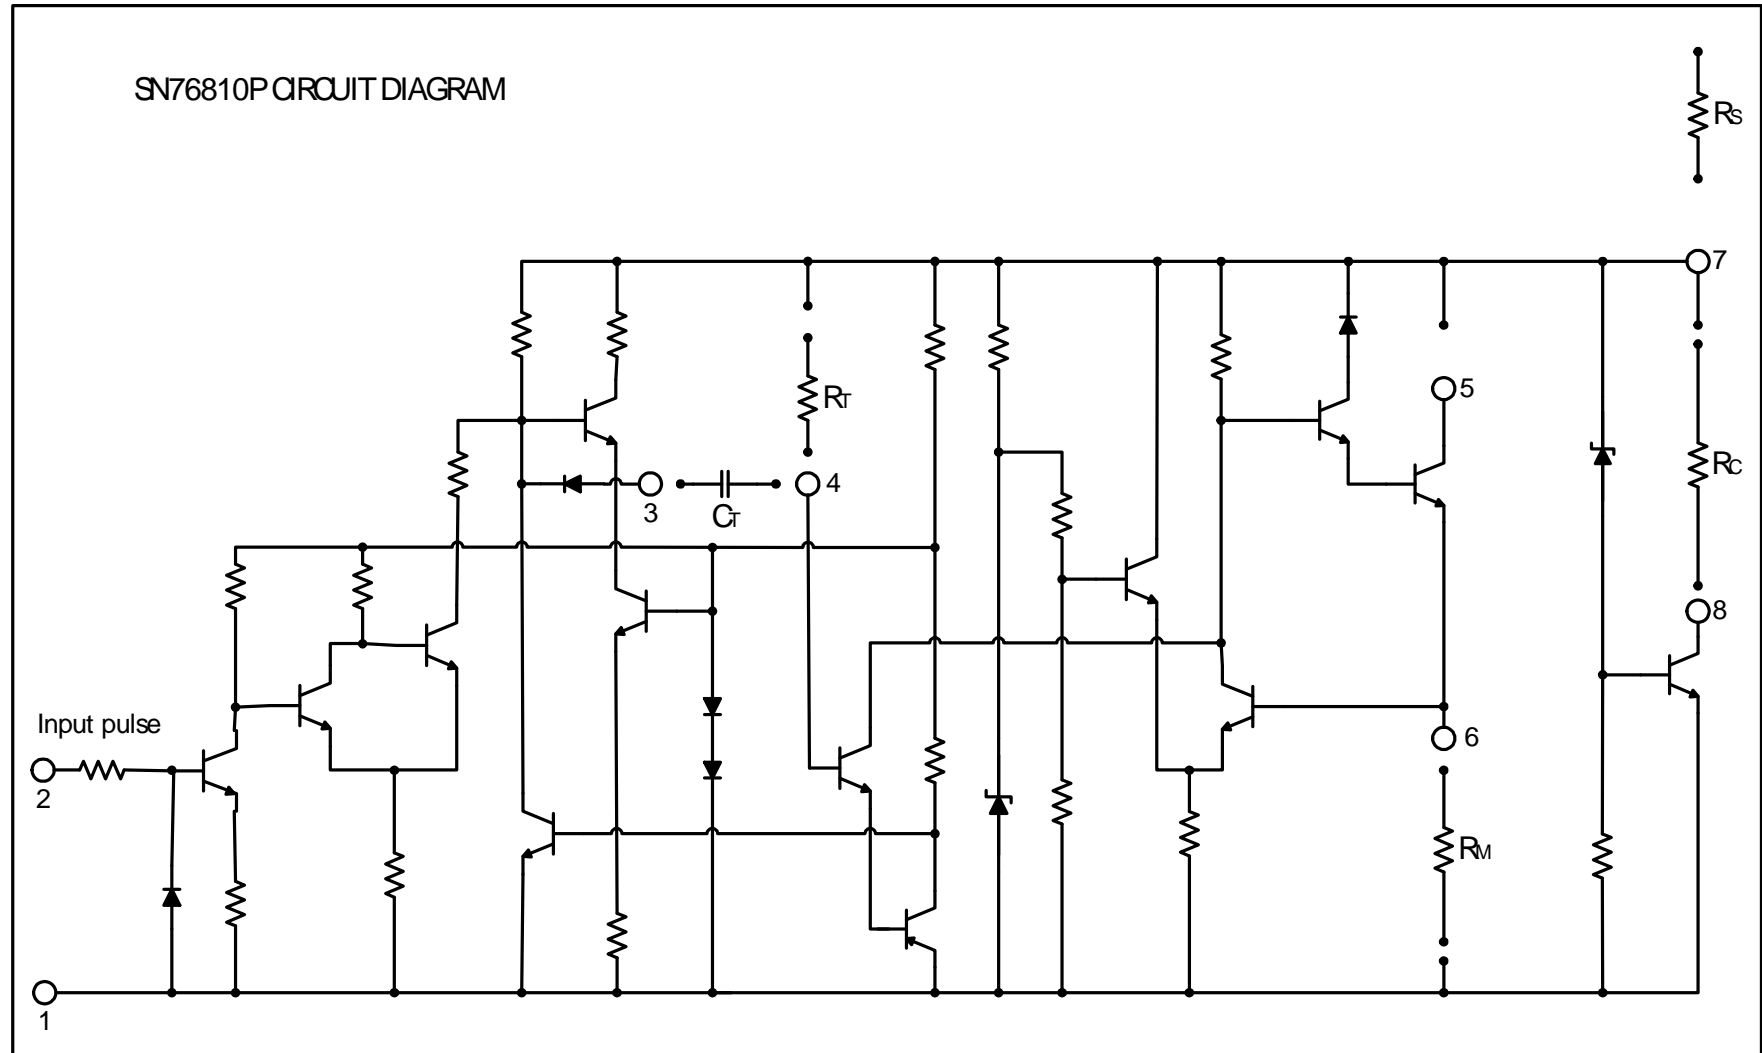 SN76810P CIRCUIT DIAGRAM
RS
7
RT
5
RC
3
CT
4
8
Input pulse
2
6
RM
1